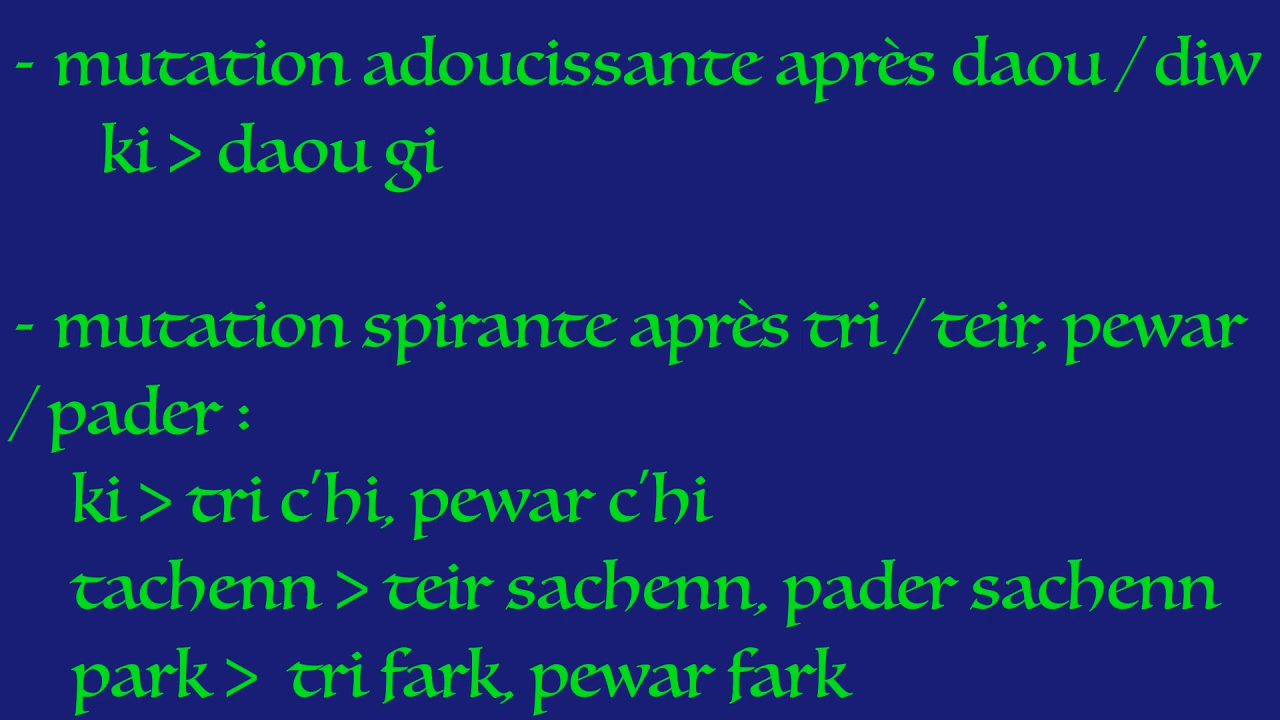 - mutation adoucissante après daou / diw
ki > daou gi
- mutation spirante après tri / teir, pewar
/ pader :
ki > tri c'hi, pewar c'hi
tachenn > teir sachenn, pader sachenn
park > tri fark, pewar fark